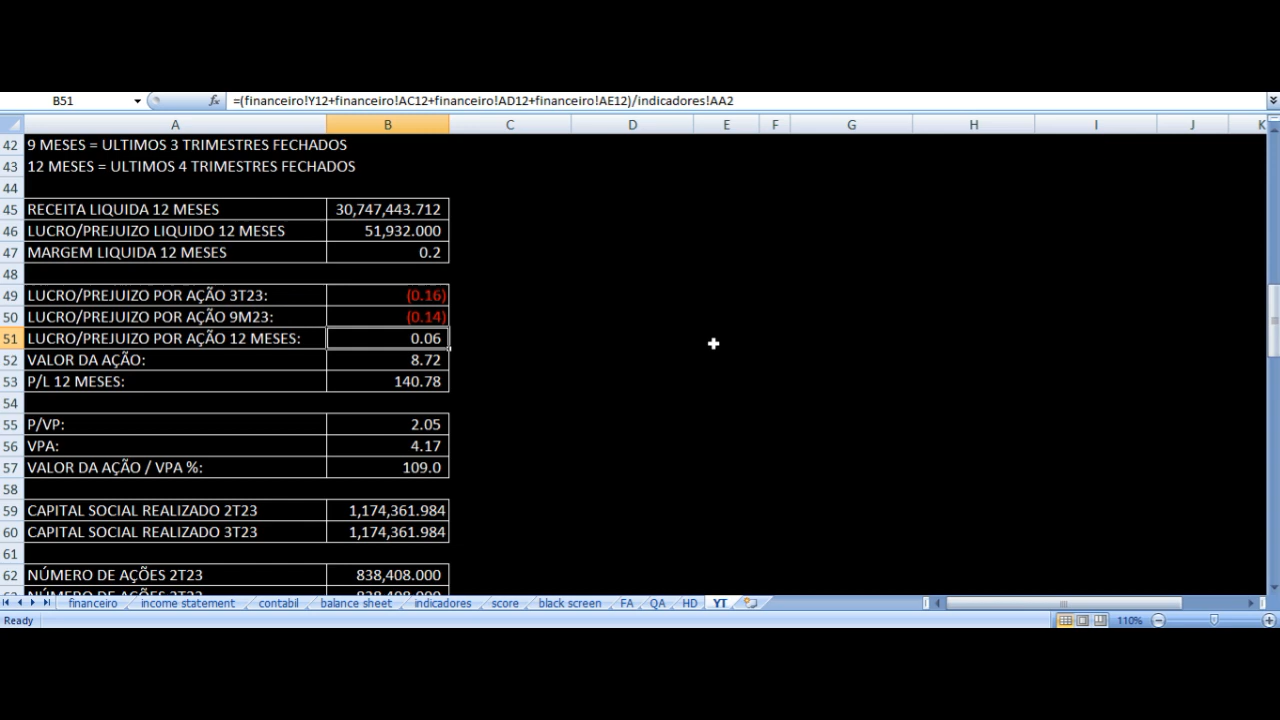 B51 fx =(financeiro!Y12+financeiro!AC12+financeiro!AD12+financeiro!AE12)/indicadores!AA2
A B C D E F G H I J K
42 9 MESES = ULTIMOS 3 TRIMESTRES FECHADOS
43 12 MESES = ULTIMOS 4 TRIMESTRES FECHADOS
44
45 RECEITA LIQUIDA 12 MESES 30,747,443.712
46 LUCRO/PREJUIZO LIQUIDO 12 MESES 51,932.000
47 MARGEM LIQUIDA 12 MESES 0.2
48
49 LUCRO/PREJUIZO POR AÇÃO 3T23: (0.16)
50 LUCRO/PREJUIZO POR AÇÃO 9M23: (0.14)
51 LUCRO/PREJUIZO POR AÇÃO 12 MESES: 0.06
52 VALOR DA AÇÃO: 8.72
53 P/L 12 MESES: 140.78
54
55 P/VP: 2.05
56 VPA: 4.17
57 VALOR DA AÇÃO / VPA %: 109.0
58
59 CAPITAL SOCIAL REALIZADO 2T23 1,174,361.984
60 CAPITAL SOCIAL REALIZADO 3T23 1,174,361.984
61
62 NÚMERO DE AÇÕES 2T23 838,408.000
financeiro income statement contabil balance sheet indicadores score black screen FA QA HD YT
Ready 110%